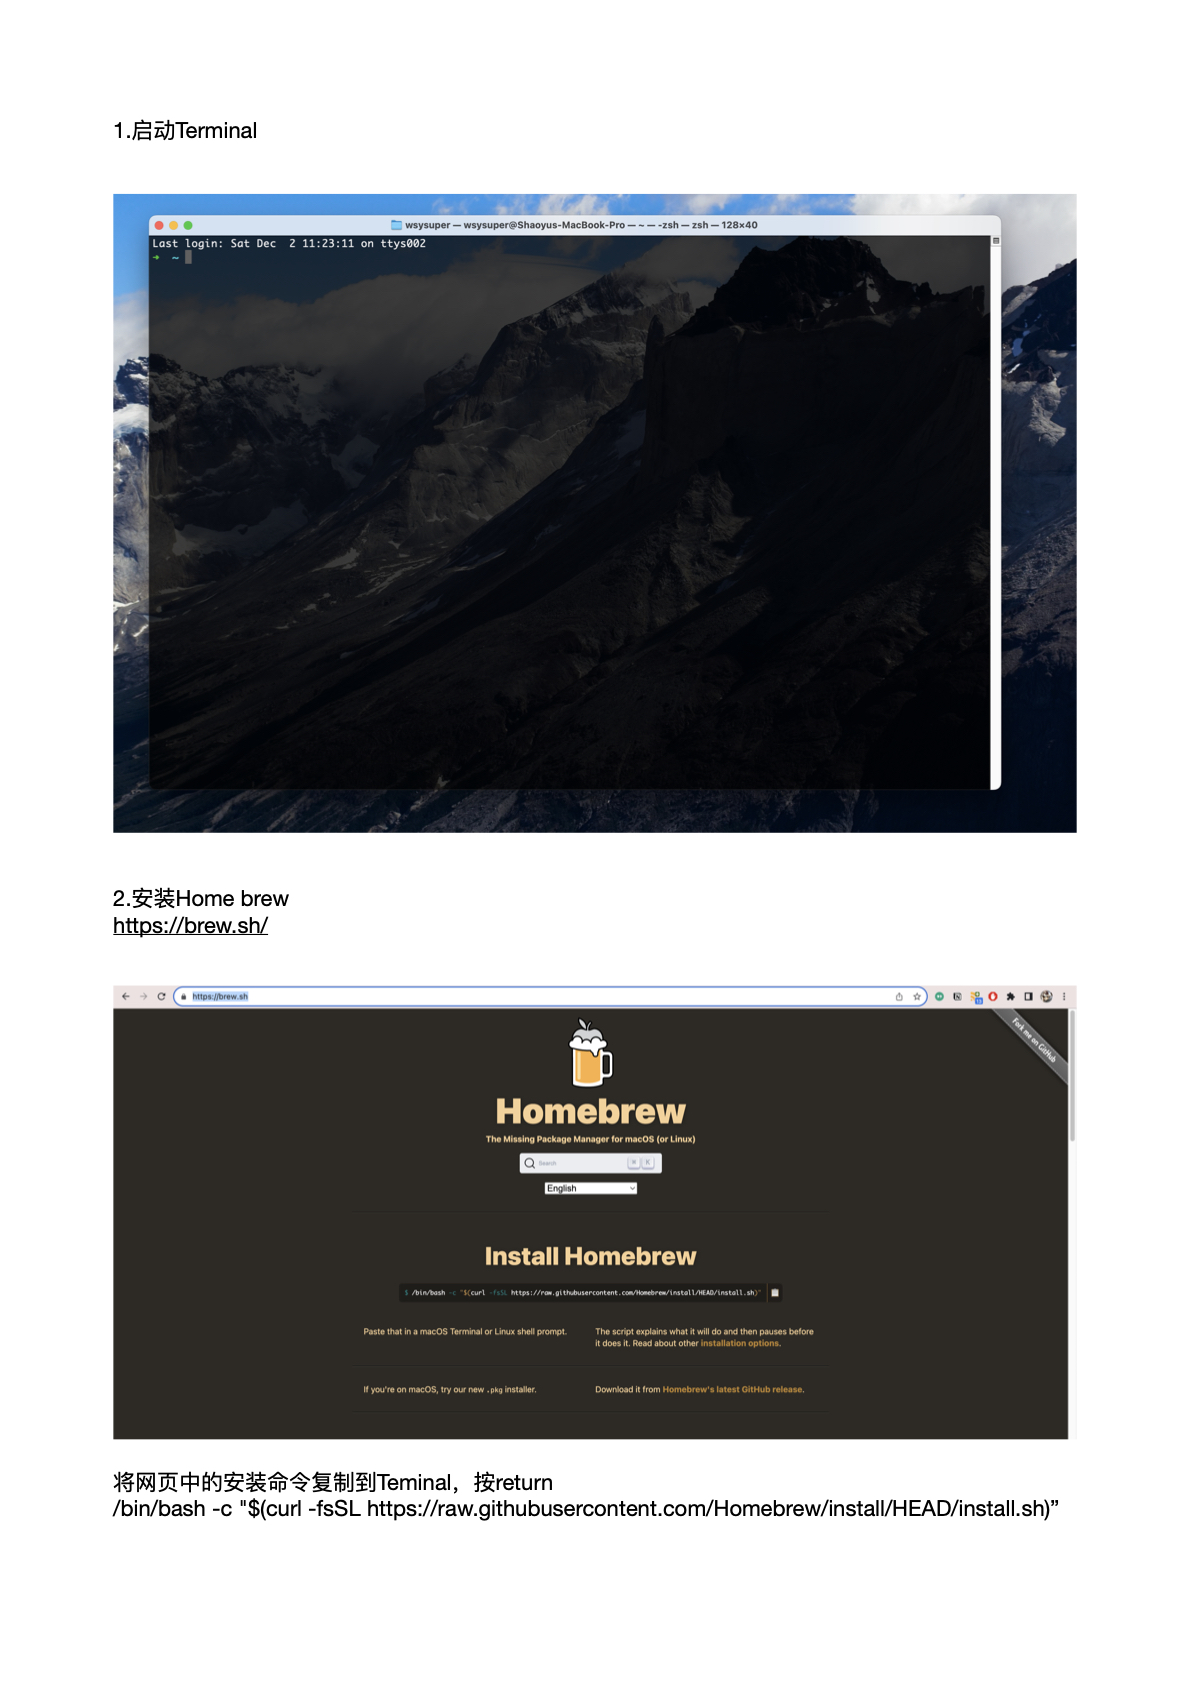 1.启动Terminal
wsysuper — wsysuper@Shaoyus-MacBook-Pro — ~ — -zsh — zsh — 128×40
Last login: Sat Dec  2 11:23:11 on ttys002
➜  ~
2.安装Home brew
https://brew.sh/
https://brew.sh
Fork me on GitHub
Homebrew
The Missing Package Manager for macOS (or Linux)
Search ⌘ K
English
Install Homebrew
$ /bin/bash -c "$(curl -fsSL https://raw.githubusercontent.com/Homebrew/install/HEAD/install.sh)"
Paste that in a macOS Terminal or Linux shell prompt.
The script explains what it will do and then pauses before
it does it. Read about other installation options.
If you're on macOS, try our new .pkg installer.
Download it from Homebrew's latest GitHub release.
将网页中的安装命令复制到Teminal，按return
/bin/bash -c "$(curl -fsSL https://raw.githubusercontent.com/Homebrew/install/HEAD/install.sh)”